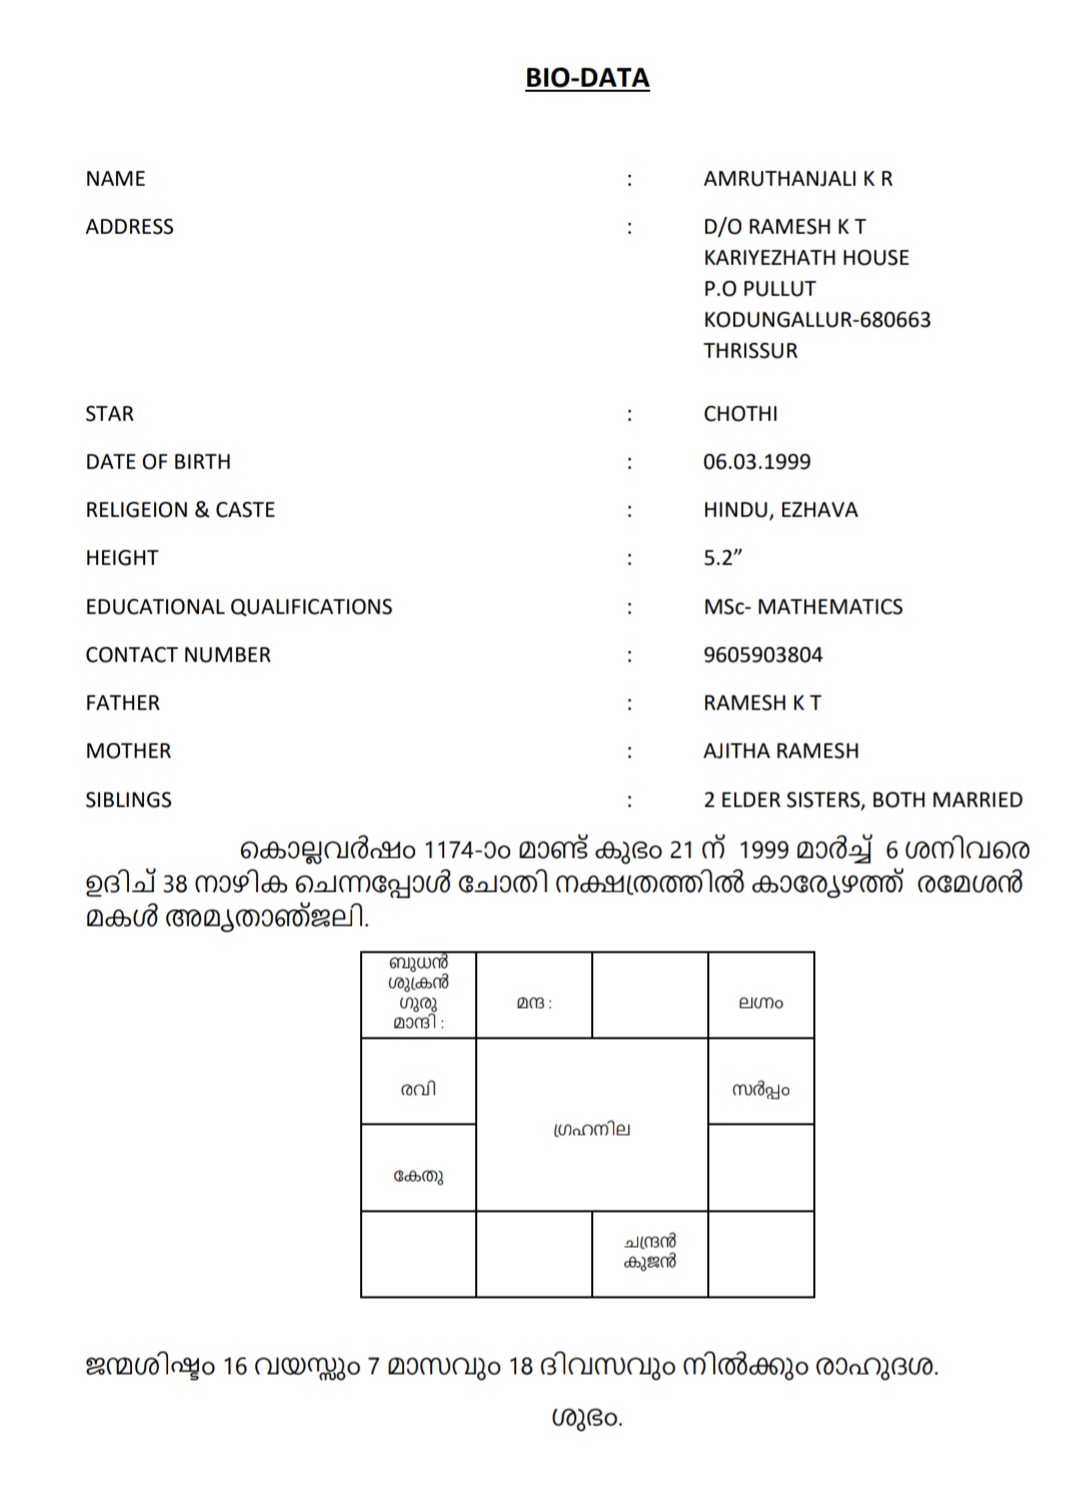 BIO-DATA
NAME : AMRUTHANJALI K R
ADDRESS : D/O RAMESH K T
KARIYEZHATH HOUSE
P.O PULLUT
KODUNGALLUR-680663
THRISSUR
STAR : CHOTHI
DATE OF BIRTH : 06.03.1999
RELIGEION & CASTE : HINDU, EZHAVA
HEIGHT : 5.2”
EDUCATIONAL QUALIFICATIONS : MSc- MATHEMATICS
CONTACT NUMBER : 9605903804
FATHER : RAMESH K T
MOTHER : AJITHA RAMESH
SIBLINGS : 2 ELDER SISTERS, BOTH MARRIED
കൊല്ലവർഷം 1174-ാം മാണ്ട് കുഭം 21 ന് 1999 മാർച്ച് 6 ശനിവരെ
ഉദിച് 38 നാഴിക ചെന്നപ്പോൾ ചോതി നക്ഷത്രത്തിൽ കാര്യേഴത്ത് രമേശൻ
മകൾ അമൃതാഞ്ജലി.
ബുധൻ
ശുക്രൻ
ഗുരു
മാന്ദി :
മന്ദ :
ലഗ്നം
രവി
സർപ്പം
ഗ്രഹനില
കേതു
ചന്ദ്രൻ
കുജൻ
ജന്മശിഷ്ടം 16 വയസ്സും 7 മാസവും 18 ദിവസവും നിൽക്കും രാഹുദശ.
ശുഭം.